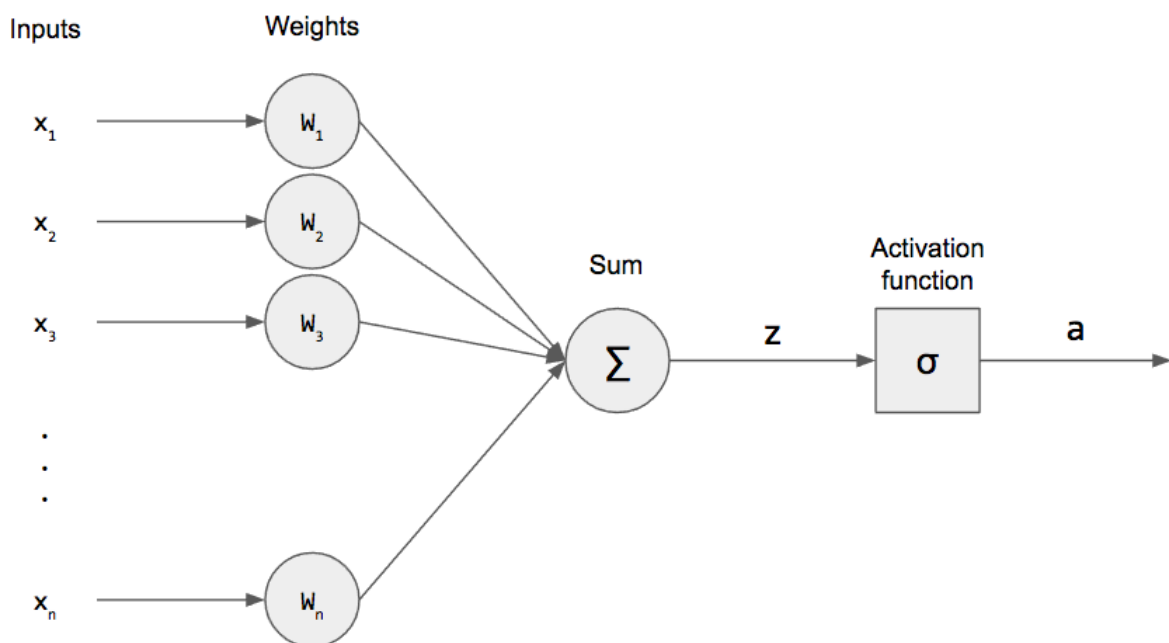 Inputs
Weights
x₁
W₁
x₂
W₂
x₃
W₃
Sum
Σ
z
Activation
function
σ
a
.
.
.
xₙ
Wₙ